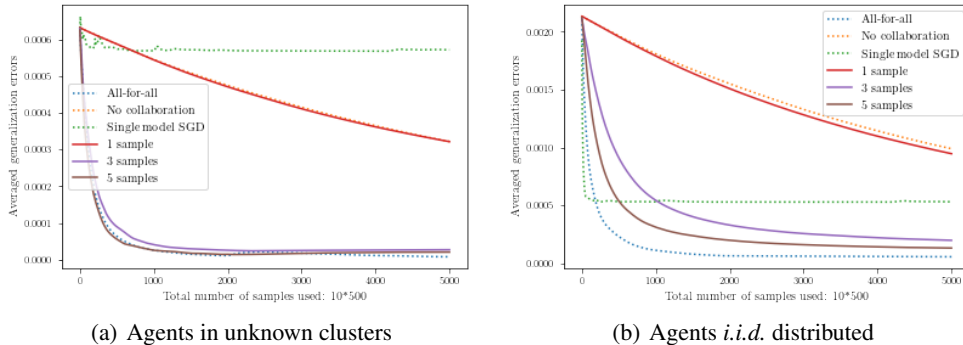 0.0006
0.0005
0.0004
0.0003
0.0002
0.0001
0.0000
Averaged generalization errors
All-for-all
No collaboration
Single model SGD
1 sample
3 samples
5 samples
0 1000 2000 3000 4000 5000
Total number of samples used: 10*500
(a) Agents in unknown clusters
0.0020
0.0015
0.0010
0.0005
0.0000
Averaged generalization errors
All-for-all
No collaboration
Single model SGD
1 sample
3 samples
5 samples
0 1000 2000 3000 4000 5000
Total number of samples used: 10*500
(b) Agents i.i.d. distributed